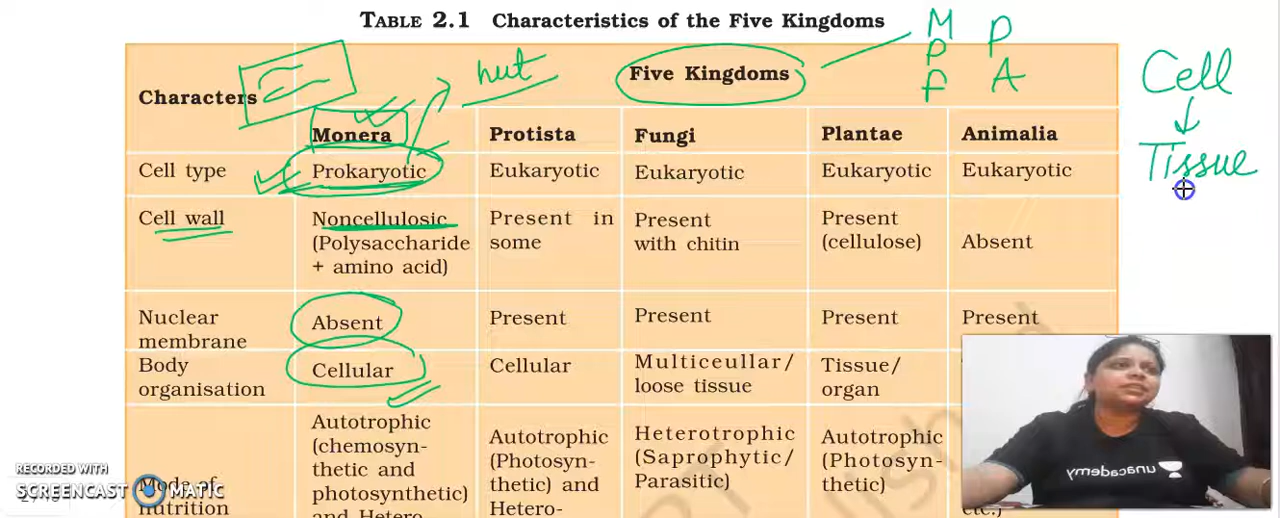 TABLE 2.1 Characteristics of the Five Kingdoms
M P
P A
F
hut
Five Kingdoms
Characters
Monera Protista Fungi Plantae Animalia
Cell type Prokaryotic Eukaryotic Eukaryotic Eukaryotic Eukaryotic
Cell wall Noncellulosic (Polysaccharide + amino acid) Present in some Present with chitin Present (cellulose) Absent
Nuclear membrane Absent Present Present Present Present
Body organisation Cellular Cellular Multiceullar/ loose tissue Tissue/ organ
Mode of nutrition Autotrophic (chemosyn- thetic and photosynthetic) and Hetero- Autotrophic (Photosyn- thetic) and Hetero- Heterotrophic (Saprophytic/ Parasitic) Autotrophic (Photosyn- thetic) etc.)
Cell
Tissue
unacademy
RECORDED WITH
SCREENCAST MATIC